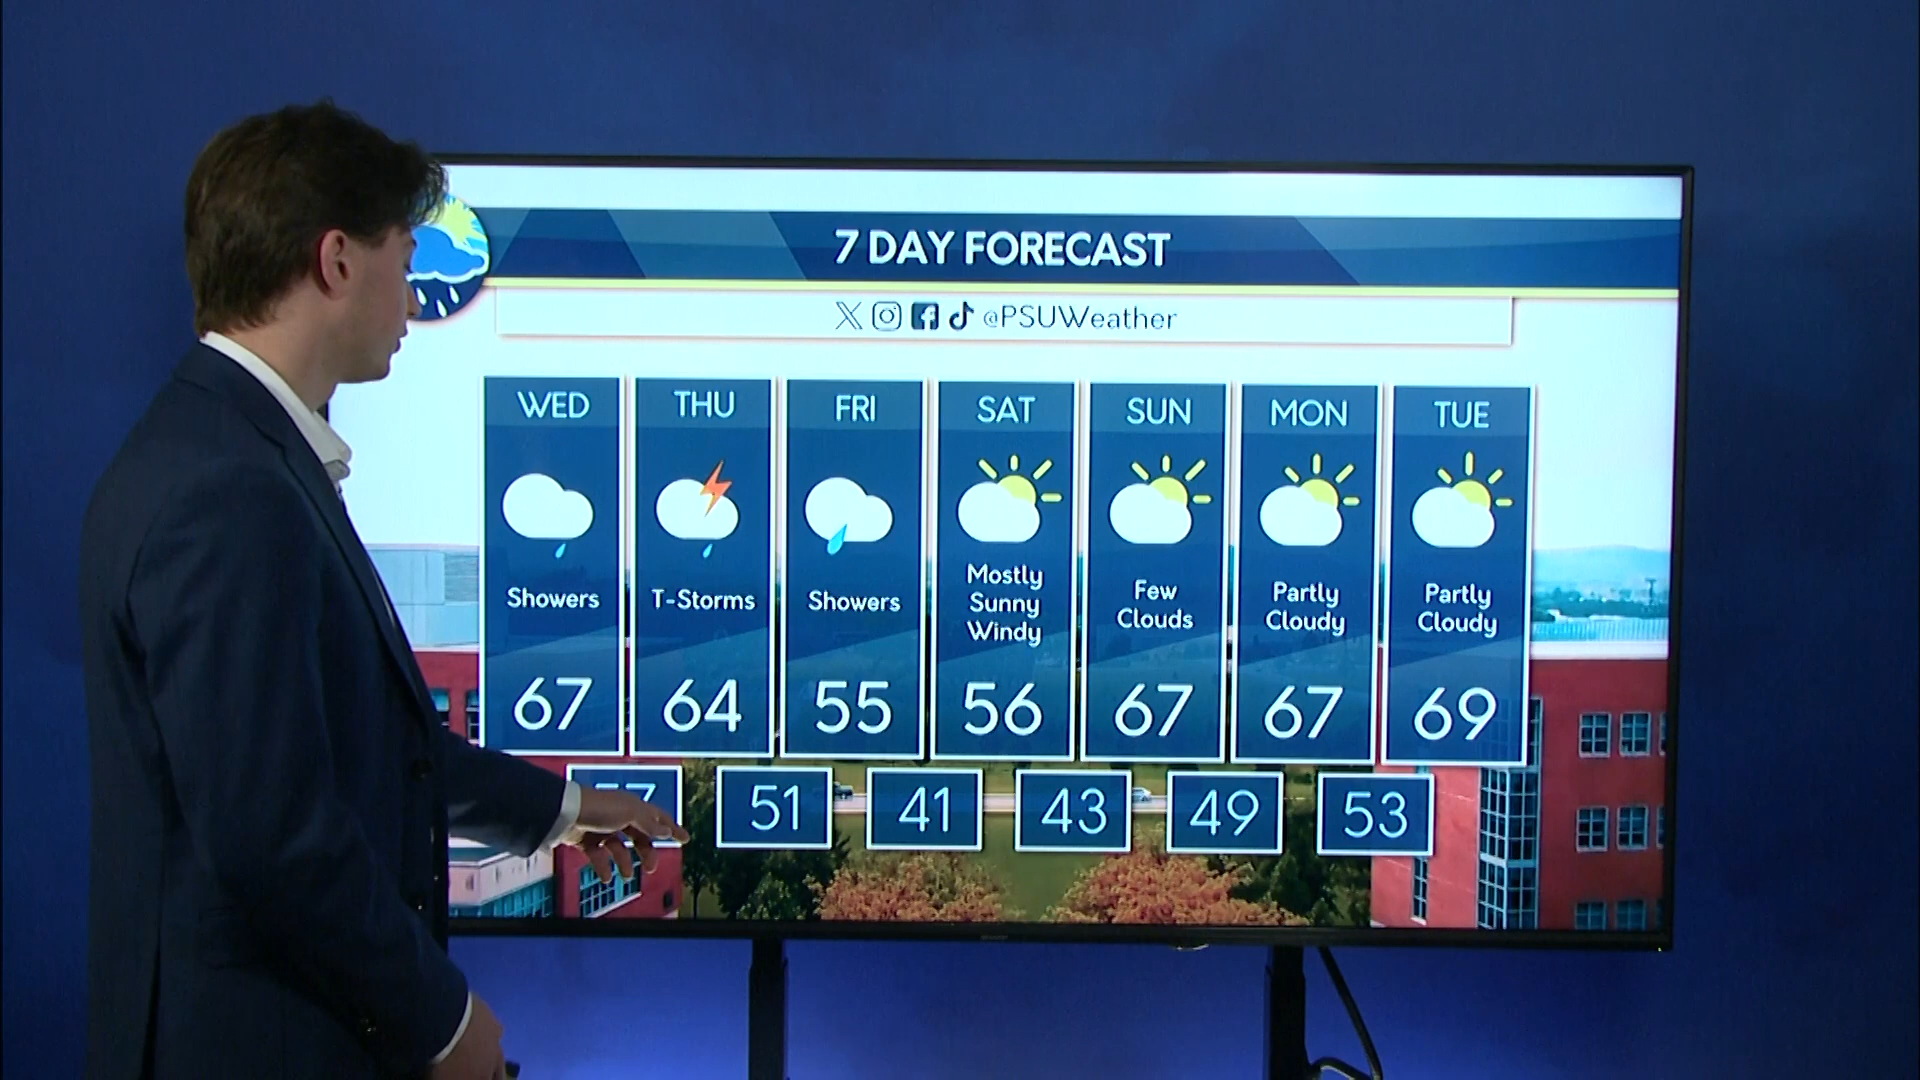 7 DAY FORECAST
@PSUWeather
WED THU FRI SAT SUN MON TUE
Showers
T-Storms
Showers
Mostly
Sunny
Windy
Few
Clouds
Partly
Cloudy
Partly
Cloudy
67 64 55 56 67 67 69
51 41 43 49 53